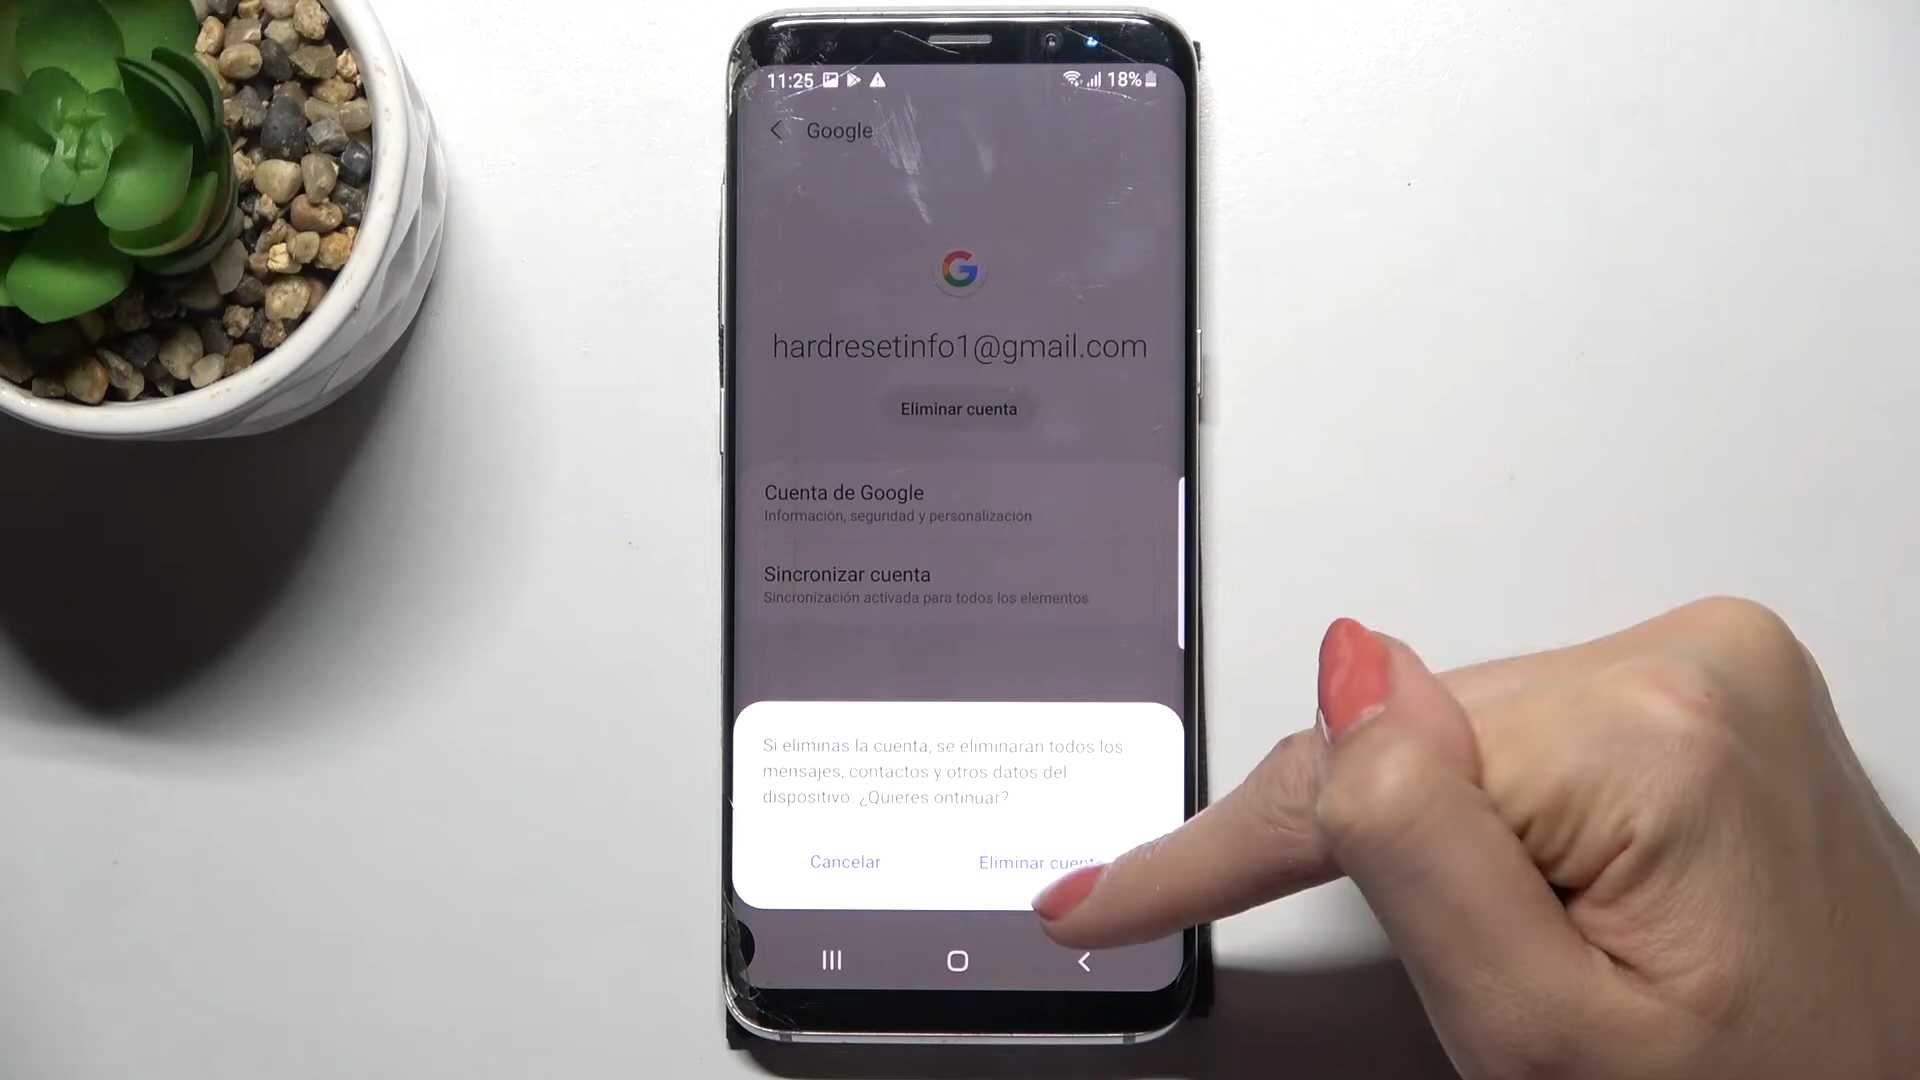 11:25 18%
Google
hardresetinfo1@gmail.com
Eliminar cuenta
Cuenta de Google
Información, seguridad y personalización
Sincronizar cuenta
Sincronización activada para todos los elementos
Si eliminas la cuenta, se eliminaran todos los
mensajes, contactos y otros datos del
dispositivo. ¿Quieres ontinuar?
Cancelar Eliminar cuent